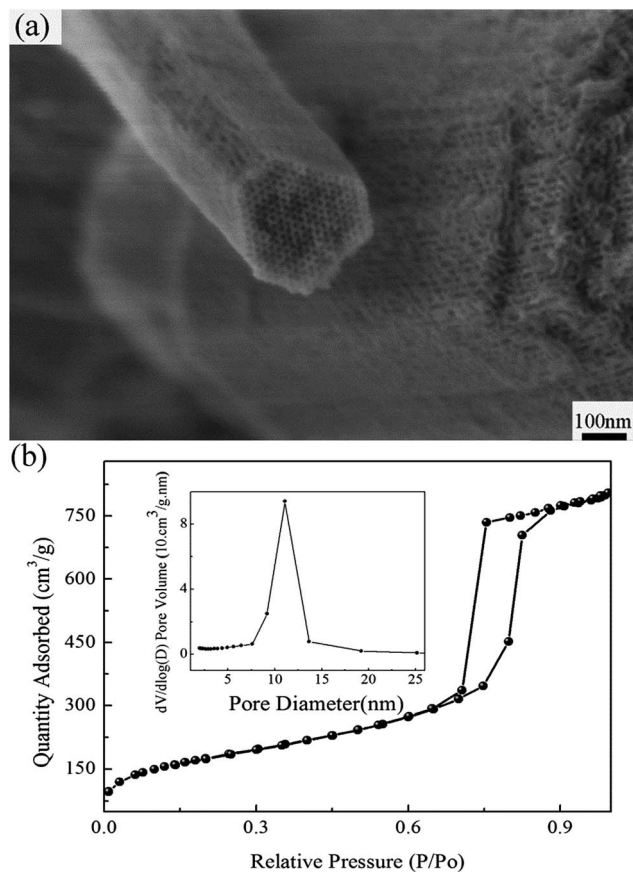 (a)
100nm
(b)
Quantity Adsorbed (cm³/g)
750
600
450
300
150
0.0
0.3
0.6
0.9
Relative Pressure (P/Po)
dV/dlog(D) Pore Volume (10.cm³/g.nm)
8
4
0
5
10
15
20
25
Pore Diameter(nm)